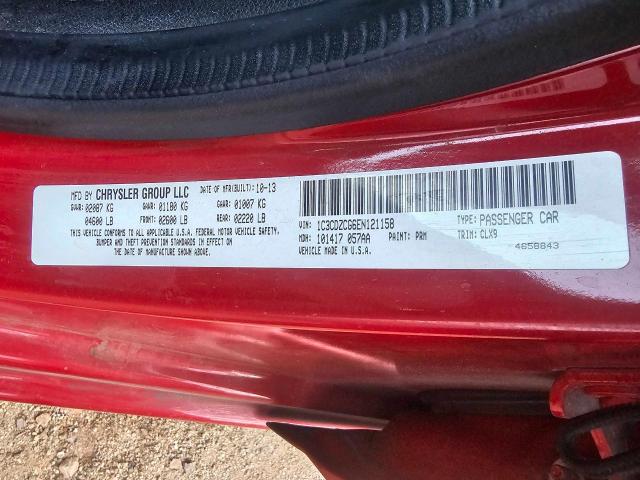 MFD BY CHRYSLER GROUP LLC DATE OF MFR(BUILT): 10-13
GVWR: 02087 KG GAWR: 01180 KG GAWR: 01007 KG
04600 LB FRONT: 02600 LB REAR: 02220 LB
THIS VEHICLE CONFORMS TO ALL U.S.A. FEDERAL MOTOR VEHICLE SAFETY,
BUMPER AND THEFT PREVENTION STANDARDS IN EFFECT ON
THE DATE OF MANUFACTURE SHOWN ABOVE.
VIN: 1C3CDZCG6EN121158 TYPE: PASSENGER CAR
MDH: 101417 057AA PAINT: PRM TRIM: CLX9
VEHICLE MADE IN U.S.A. 4658843